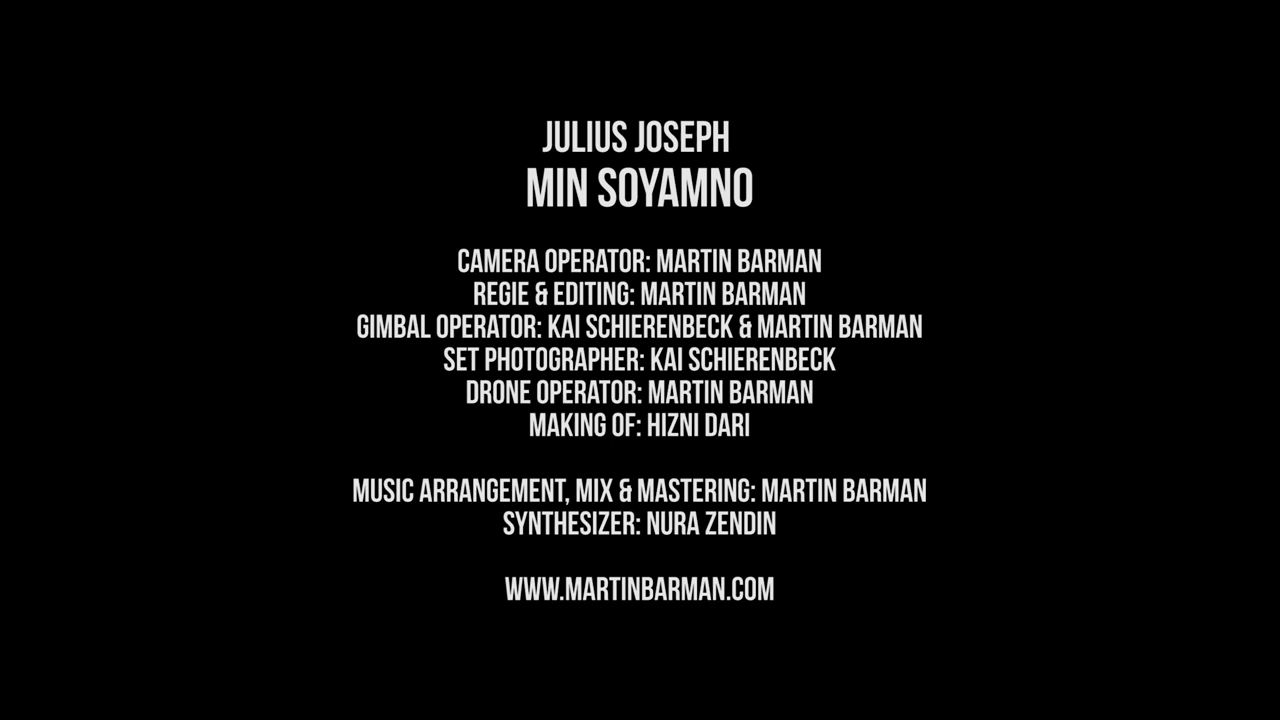 JULIUS JOSEPH
MIN SOYAMNO
CAMERA OPERATOR: MARTIN BARMAN
REGIE & EDITING: MARTIN BARMAN
GIMBAL OPERATOR: KAI SCHIERENBECK & MARTIN BARMAN
SET PHOTOGRAPHER: KAI SCHIERENBECK
DRONE OPERATOR: MARTIN BARMAN
MAKING OF: HIZNI DARI
MUSIC ARRANGEMENT, MIX & MASTERING: MARTIN BARMAN
SYNTHESIZER: NURA ZENDIN
WWW.MARTINBARMAN.COM